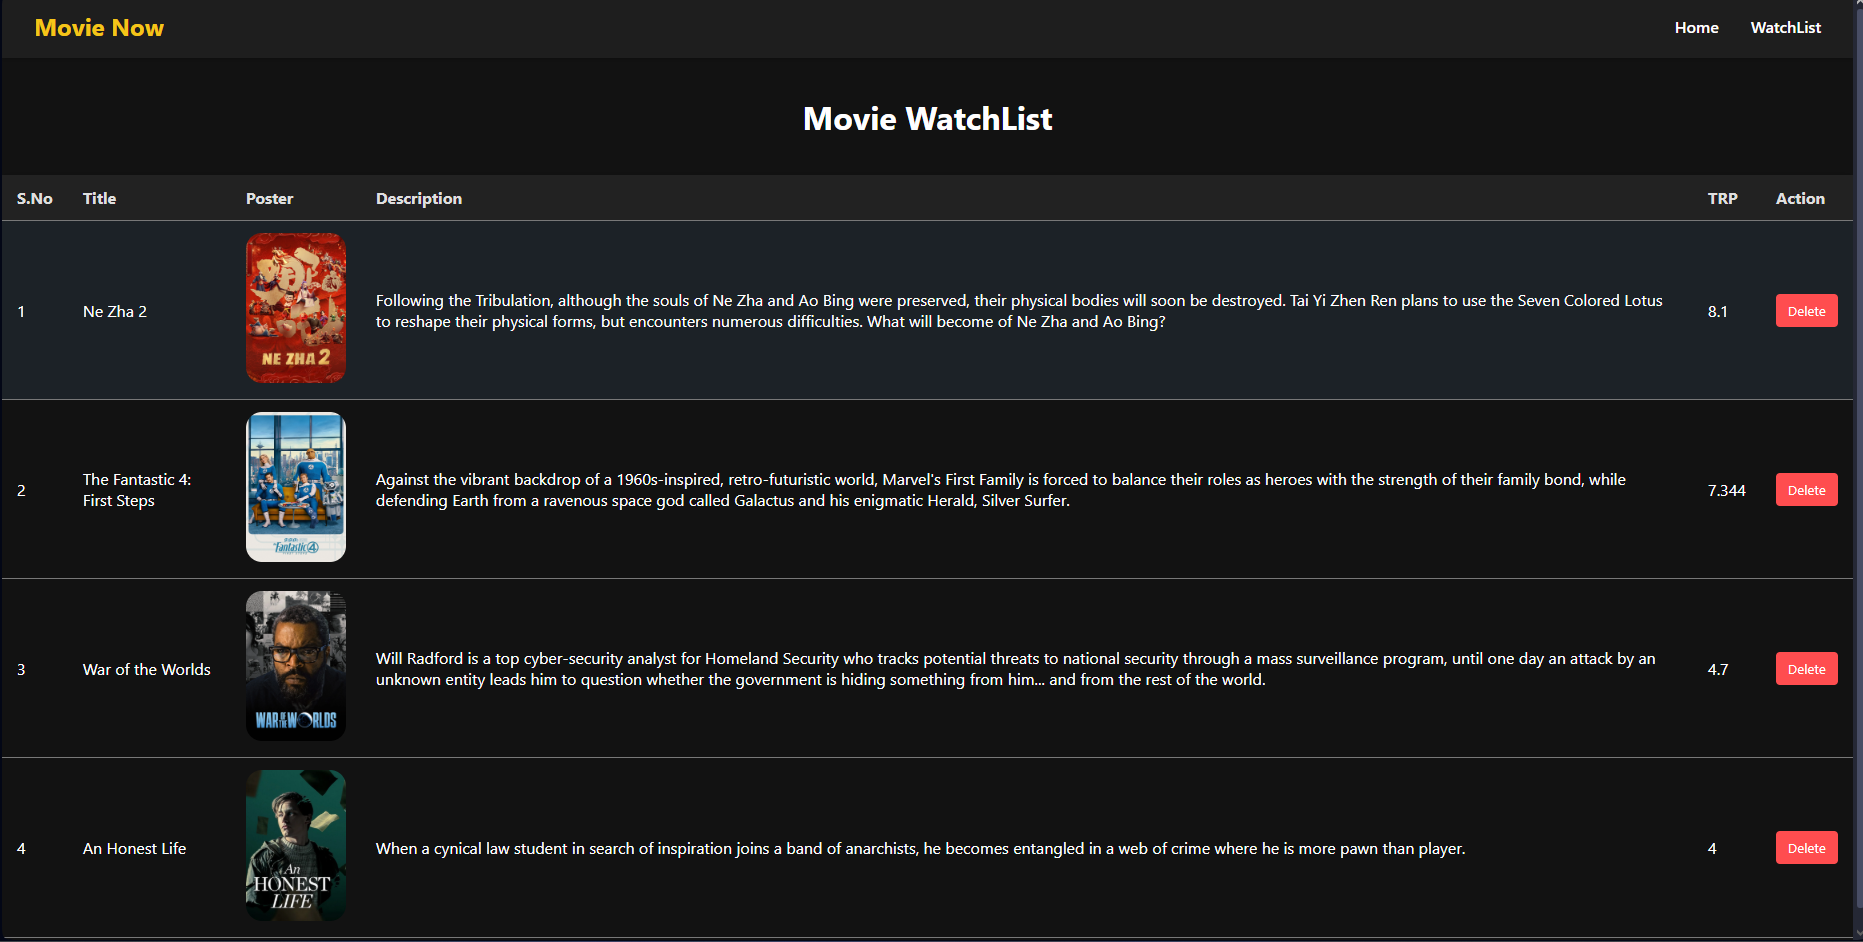 Movie Now
Home WatchList
Movie WatchList
S.No Title Poster Description TRP Action
1
Ne Zha 2
NE ZHA 2
Following the Tribulation, although the souls of Ne Zha and Ao Bing were preserved, their physical bodies will soon be destroyed. Tai Yi Zhen Ren plans to use the Seven Colored Lotus
to reshape their physical forms, but encounters numerous difficulties. What will become of Ne Zha and Ao Bing?
8.1
Delete
2
The Fantastic 4:
First Steps
Fantastic 4
Against the vibrant backdrop of a 1960s-inspired, retro-futuristic world, Marvel's First Family is forced to balance their roles as heroes with the strength of their family bond, while
defending Earth from a ravenous space god called Galactus and his enigmatic Herald, Silver Surfer.
7.344
Delete
3
War of the Worlds
WAR OF THE WORLDS
Will Radford is a top cyber-security analyst for Homeland Security who tracks potential threats to national security through a mass surveillance program, until one day an attack by an
unknown entity leads him to question whether the government is hiding something from him... and from the rest of the world.
4.7
Delete
4
An Honest Life
An
HONEST
LIFE
When a cynical law student in search of inspiration joins a band of anarchists, he becomes entangled in a web of crime where he is more pawn than player.
4
Delete